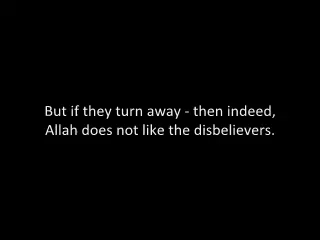 But if they turn away - then indeed,
Allah does not like the disbelievers.